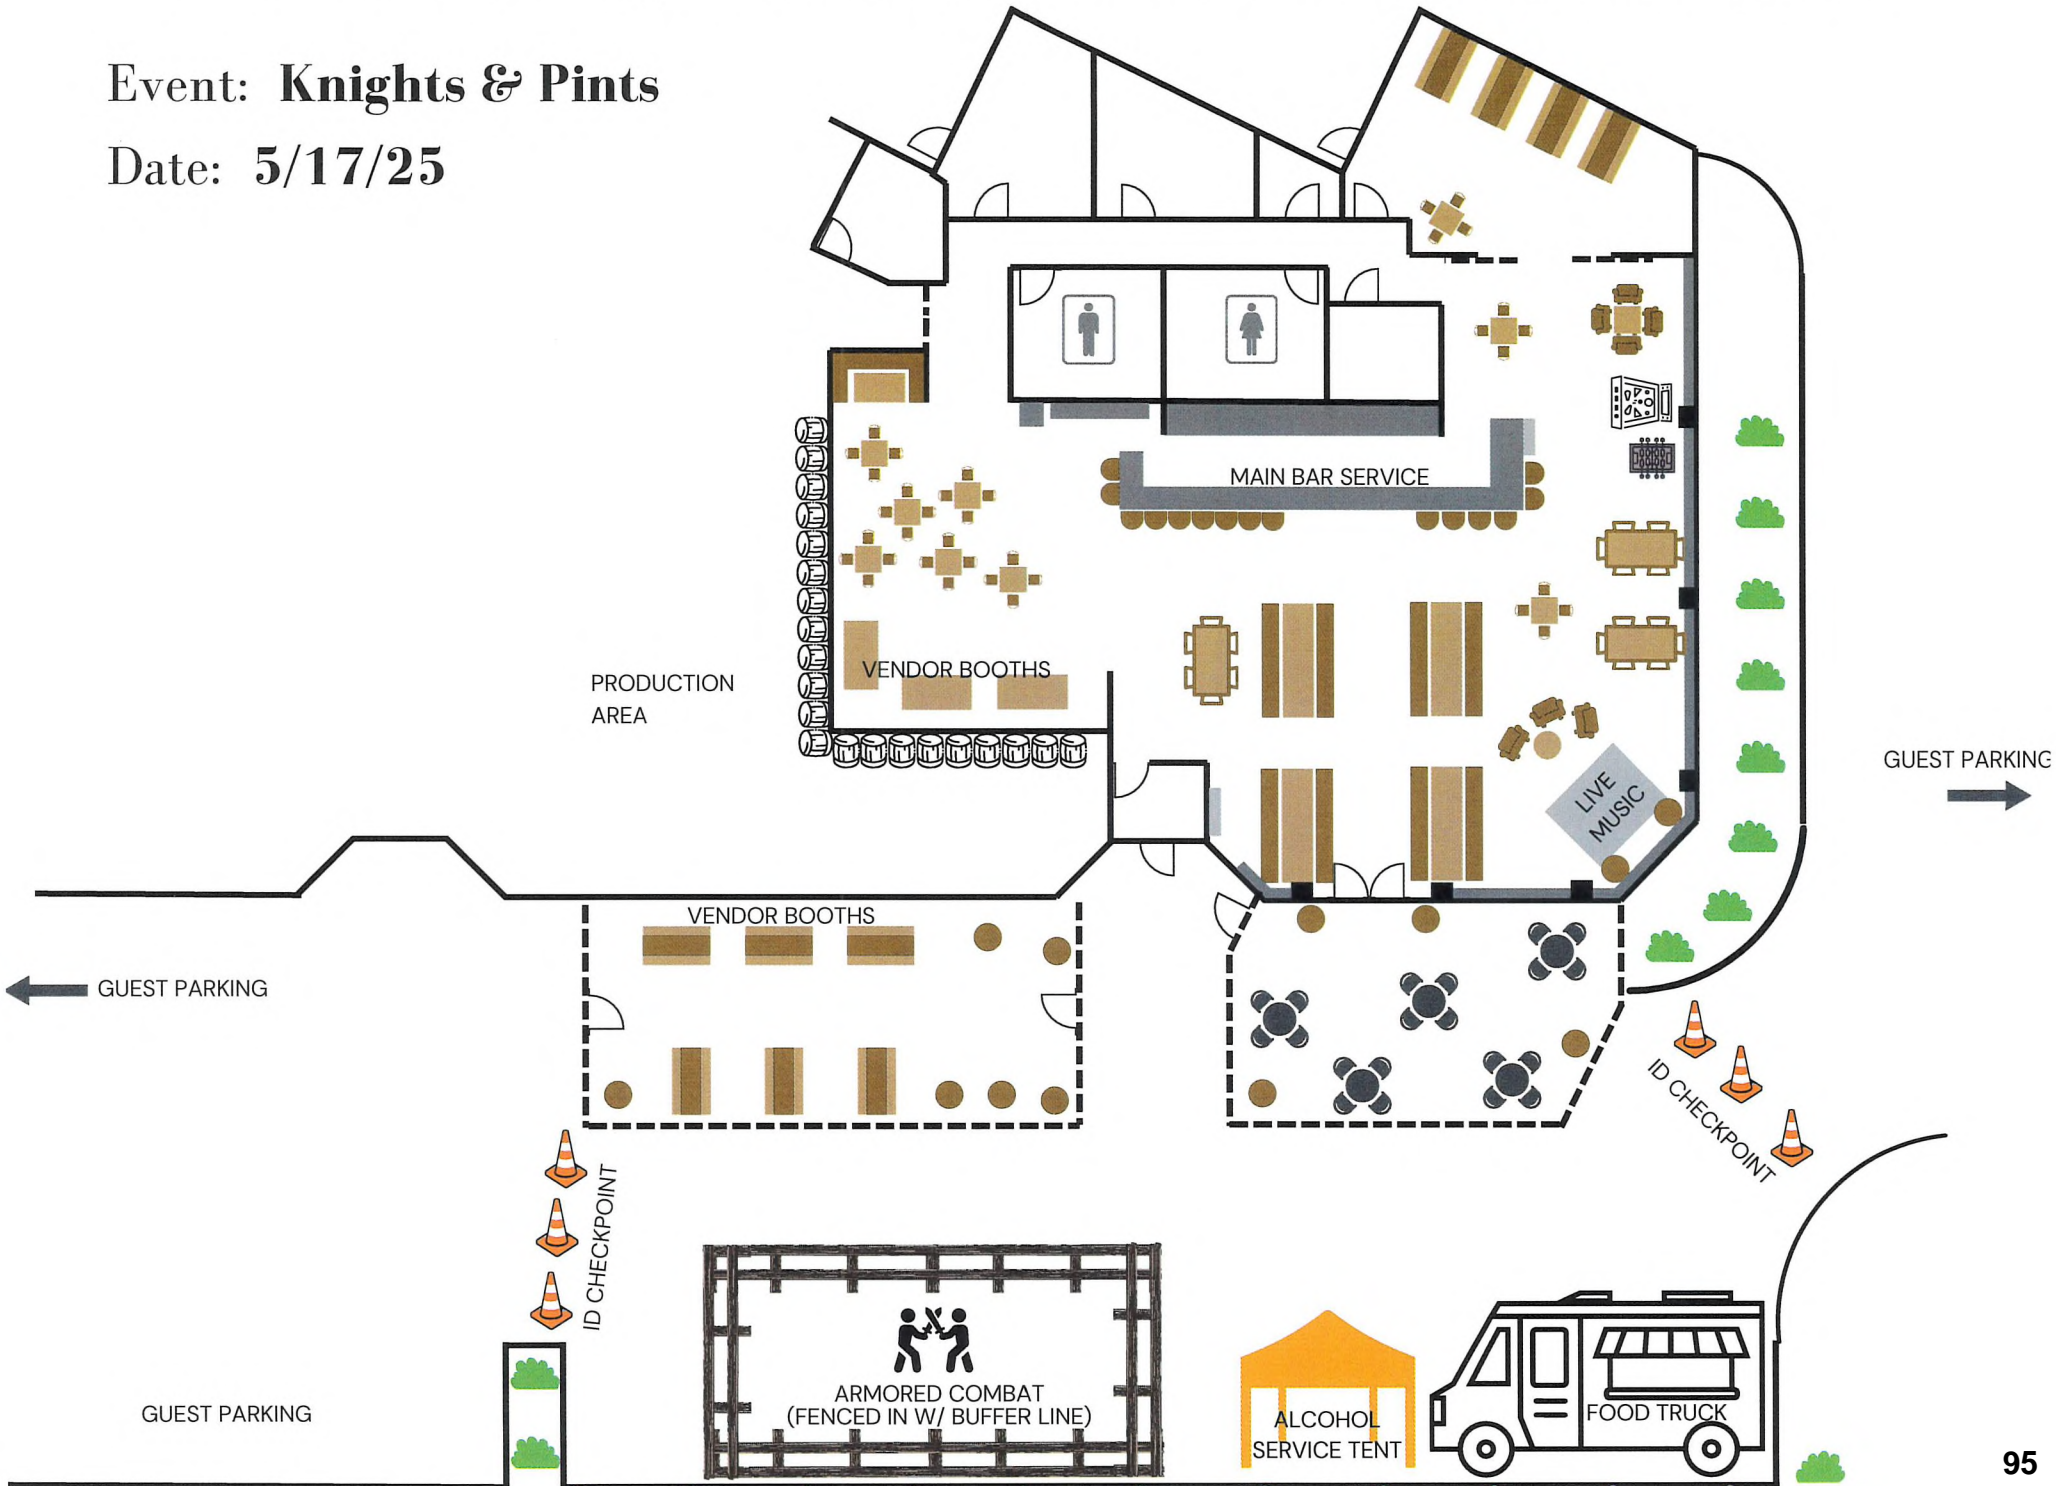 Event: Knights & Pints
Date: 5/17/25
MAIN BAR SERVICE
VENDOR BOOTHS
PRODUCTION
AREA
GUEST PARKING
LIVE
MUSIC
VENDOR BOOTHS
GUEST PARKING
ID CHECKPOINT
ID CHECKPOINT
ARMORED COMBAT
(FENCED IN W/ BUFFER LINE)
GUEST PARKING
ALCOHOL
SERVICE TENT
FOOD TRUCK
95